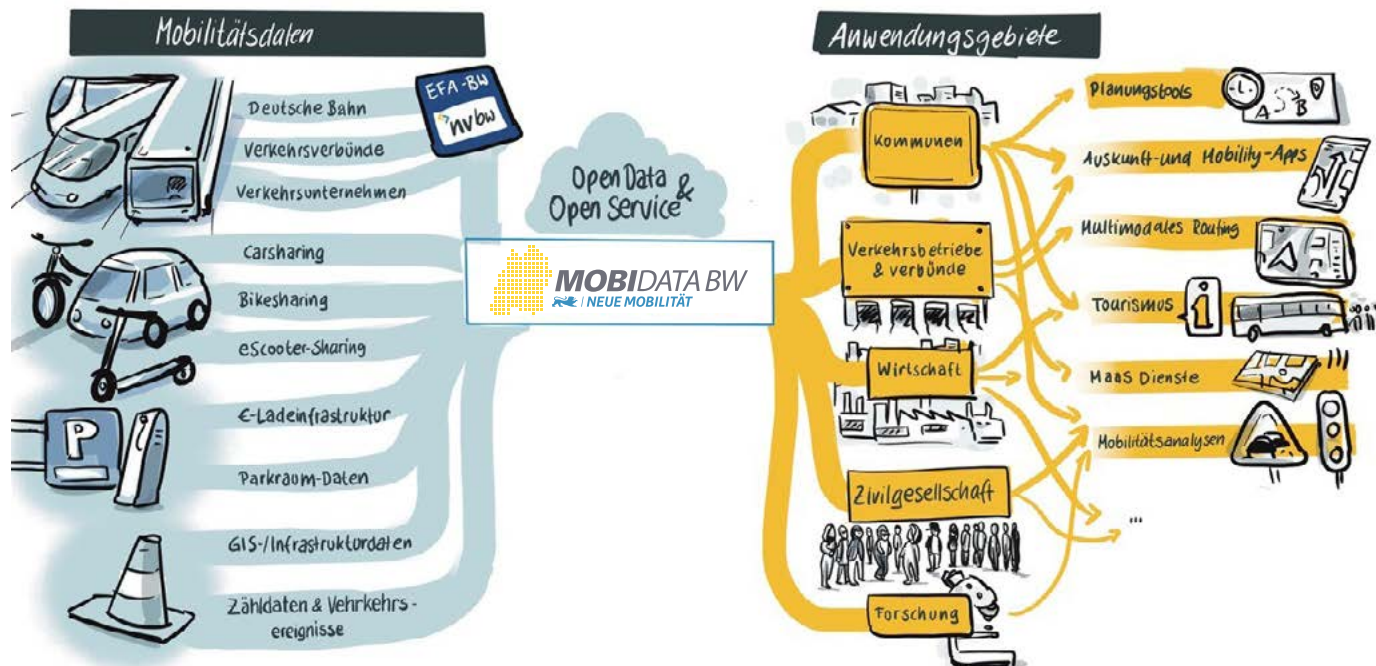 Mobilitätsdaten
Deutsche Bahn
Verkehrsverbünde
Verkehrsunternehmen
EFA-BW
nvbw
Carsharing
Bikesharing
eScooter-Sharing
P
€-Ladeinfrastruktur
Parkraum-Daten
GIS-/Infrastrukturdaten
Zähldaten & Vehrkehrs-
ereignisse
Open Data &
Open Service
MOBIDATA BW
NEUE MOBILITÄT
Anwendungsgebiete
Kommunen
Verkehrsbetriebe
& verbünde
Wirtschaft
Zivilgesellschaft
Forschung
Planungstools
A B
Auskunft-und Mobility-Apps
Multimodales Routing
Tourismus
1
MaaS Dienste
Mobilitätsanalysen
...